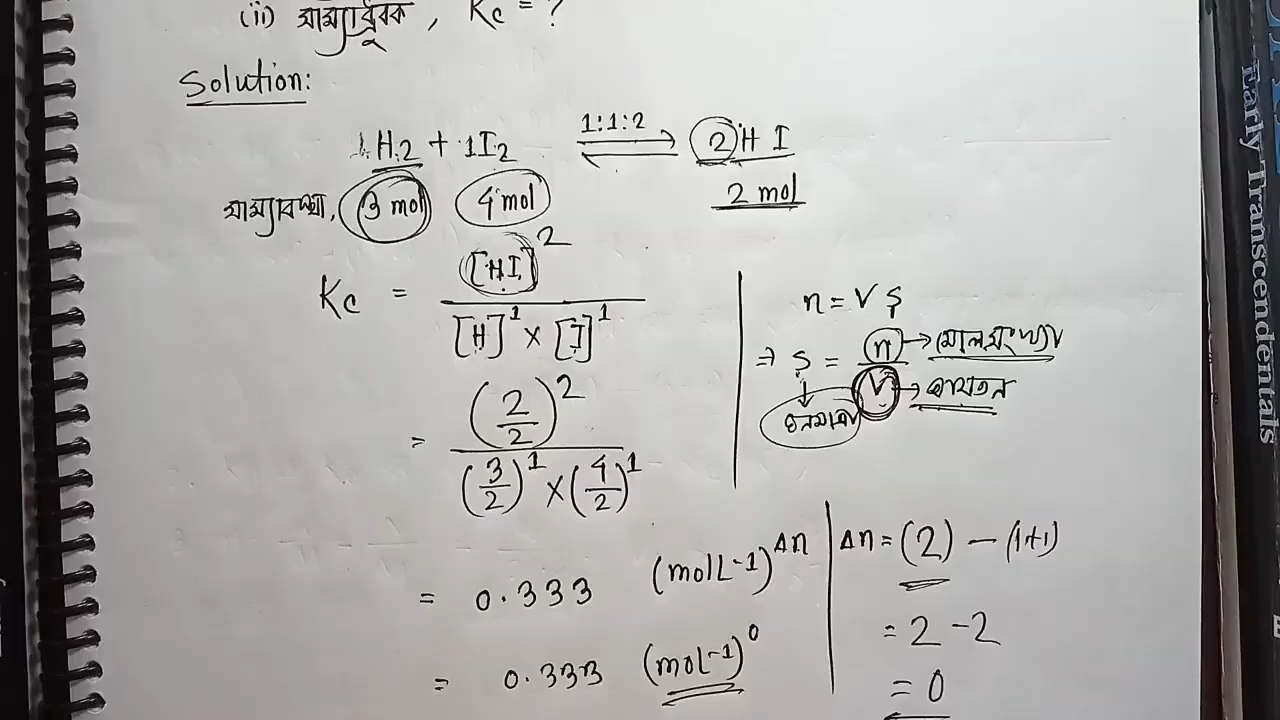 (ii) সাম্যধ্রুবক, Kc = ?
Solution:
1H2 + 1I2 1:1:2 ⇌ 2HI
সাম্যাবস্থা, 3 mol 4 mol 2 mol
Kc = [HI]^2 / [H]^1 × [I]^1
= (2/2)^2 / (3/2)^1 × (4/2)^1
= 0.333 (molL-1)^Δn
= 0.333 (moL-1)^0
n = VS
⇒ S = n/V
n → মোলসংখ্যা
V → আয়তন
S → ঘনমাত্রা
Δn = (2) - (1+1)
= 2 - 2
= 0
Early Transcendentals